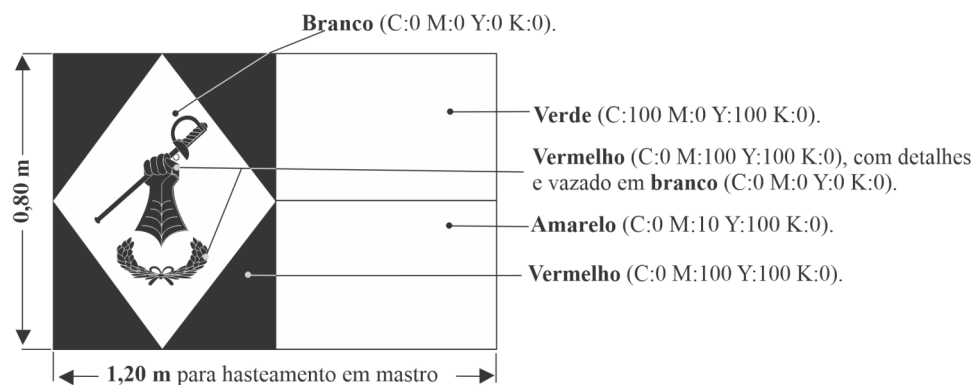 Branco (C:0 M:0 Y:0 K:0).
Verde (C:100 M:0 Y:100 K:0).
Vermelho (C:0 M:100 Y:100 K:0), com detalhes
e vazado em branco (C:0 M:0 Y:0 K:0).
Amarelo (C:0 M:10 Y:100 K:0).
Vermelho (C:0 M:100 Y:100 K:0).
0,80 m
1,20 m para hasteamento em mastro